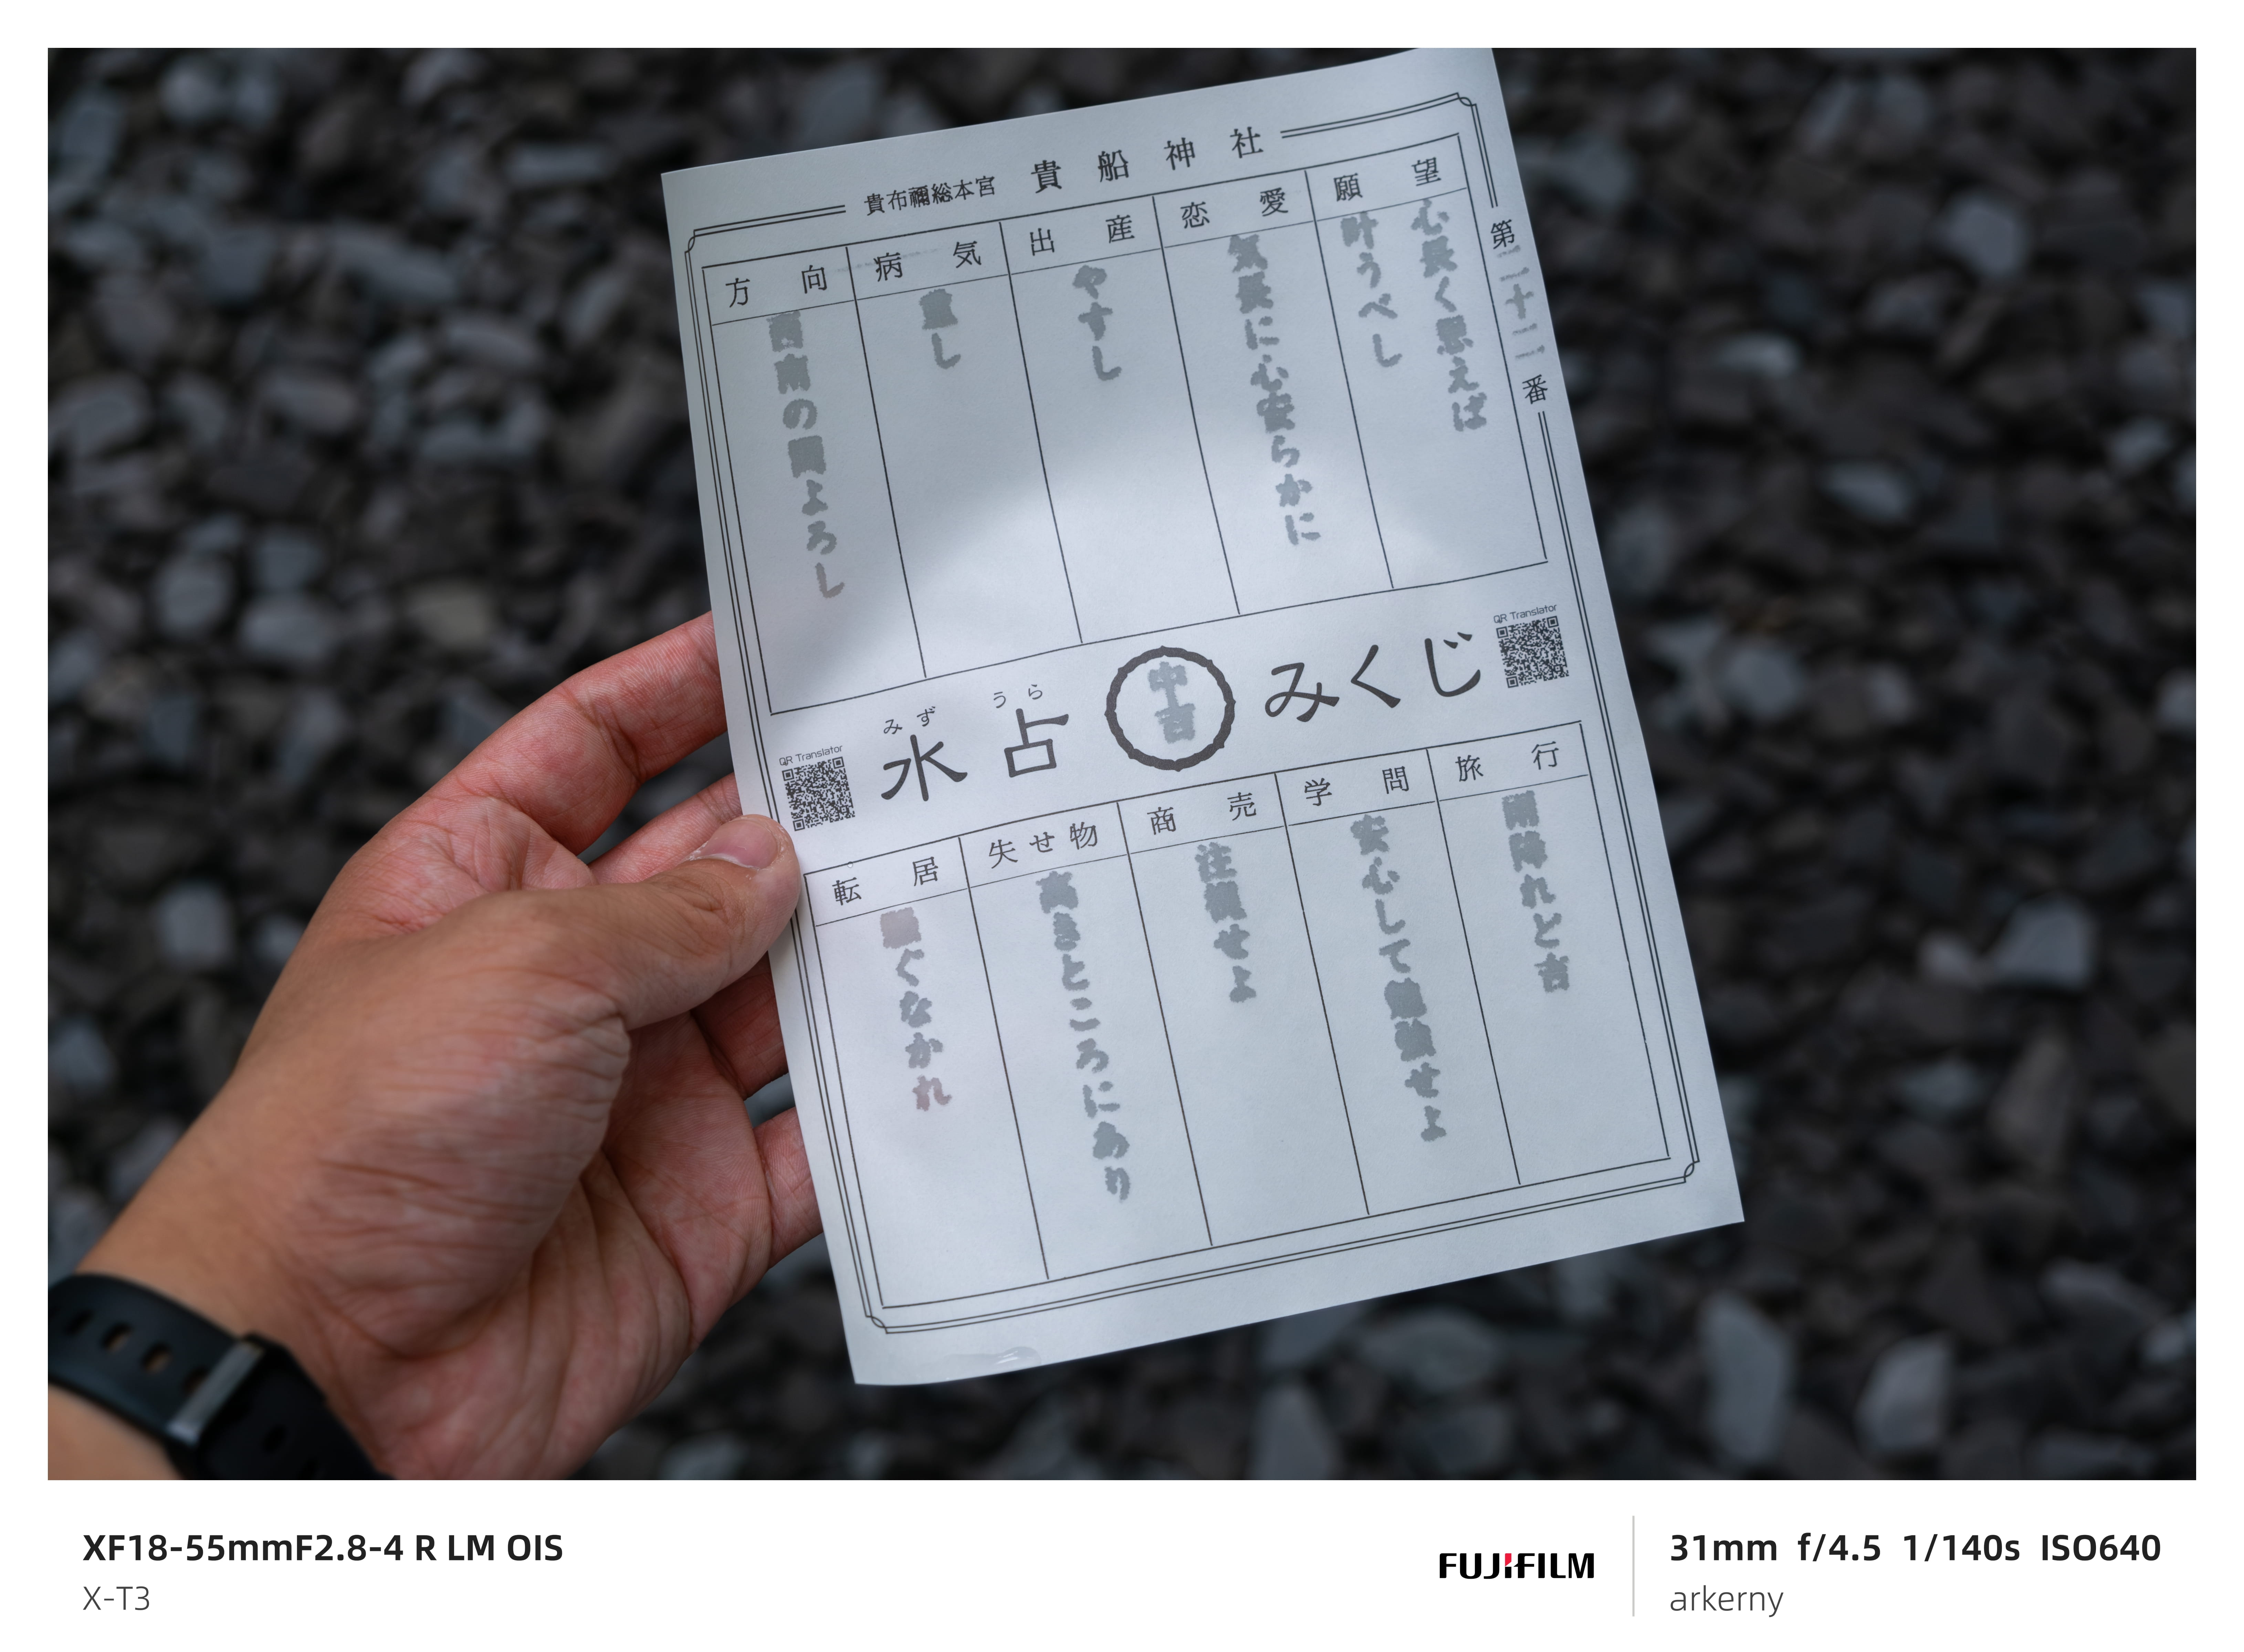 貴布禰総本宮 貴船神社
第二十二番
願望
心長く思えば
叶うべし
恋愛
気長に心安らかに
出産
やすし
病気
重し
方向
西南の間よろし
みずうら
水占 中吉 みくじ
QR Translator
QR Translator
旅行
雨降れど吉
学問
安心して勉強せよ
商売
注視せよ
失せ物
高きところにあり
転居
騒ぐなかれ
XF18-55mmF2.8-4 R LM OIS
X-T3
FUJIFILM
31mm f/4.5 1/140s ISO640
arkerny